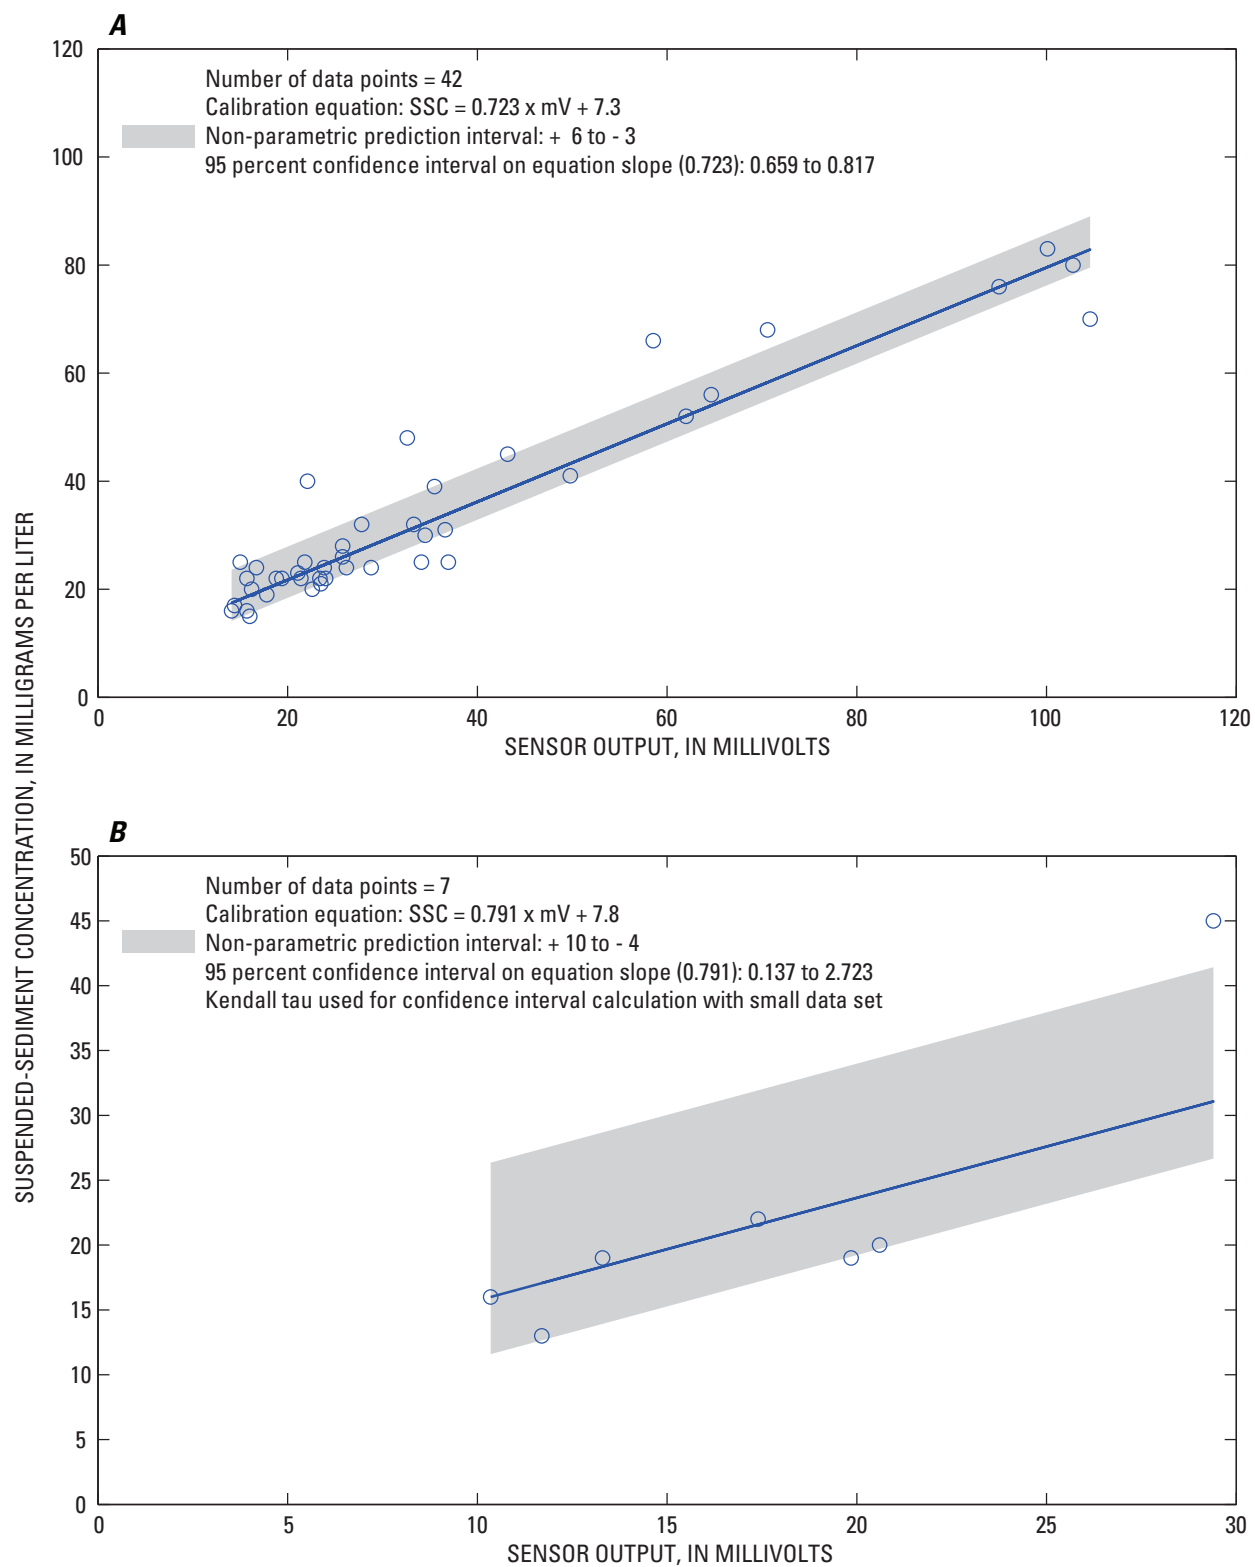 A
120
Number of data points = 42
Calibration equation: SSC = 0.723 x mV + 7.3
Non-parametric prediction interval: + 6 to - 3
95 percent confidence interval on equation slope (0.723): 0.659 to 0.817
100
80
60
40
20
0
0 20 40 60 80 100 120
SENSOR OUTPUT, IN MILLIVOLTS
SUSPENDED-SEDIMENT CONCENTRATION, IN MILLIGRAMS PER LITER
B
50
Number of data points = 7
Calibration equation: SSC = 0.791 x mV + 7.8
Non-parametric prediction interval: + 10 to - 4
95 percent confidence interval on equation slope (0.791): 0.137 to 2.723
Kendall tau used for confidence interval calculation with small data set
45
40
35
30
25
20
15
10
5
0
0 5 10 15 20 25 30
SENSOR OUTPUT, IN MILLIVOLTS